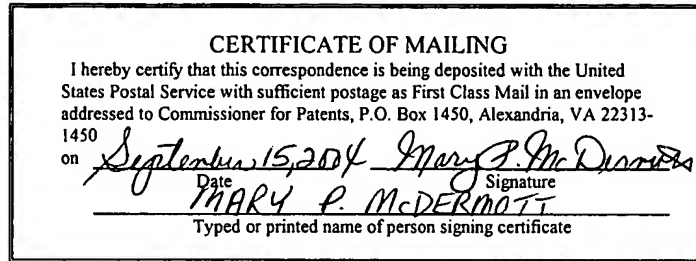 CERTIFICATE OF MAILING
I hereby certify that this correspondence is being deposited with the United
States Postal Service with sufficient postage as First Class Mail in an envelope
addressed to Commissioner for Patents, P.O. Box 1450, Alexandria, VA 22313-
1450
on September 15, 2004 Mary P. McDermott
Date Signature
MARY P. McDERMOTT
Typed or printed name of person signing certificate